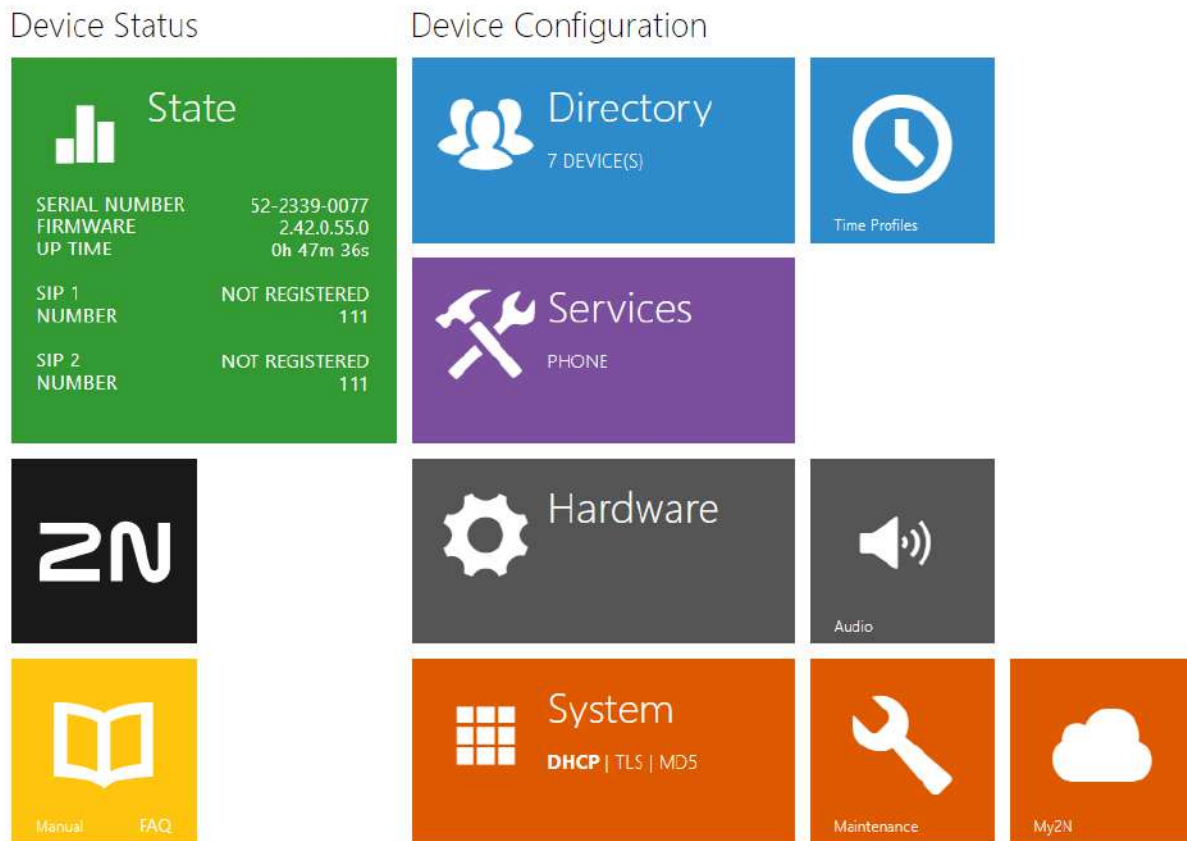 Device Status
Device Configuration
State
SERIAL NUMBER 52-2339-0077
FIRMWARE 2.42.0.55.0
UP TIME 0h 47m 36s
SIP 1 NOT REGISTERED
NUMBER 111
SIP 2 NOT REGISTERED
NUMBER 111
Directory
7 DEVICE(S)
Time Profiles
Services
PHONE
2N
Hardware
Audio
Manual FAQ
System
DHCP | TLS | MD5
Maintenance
My2N